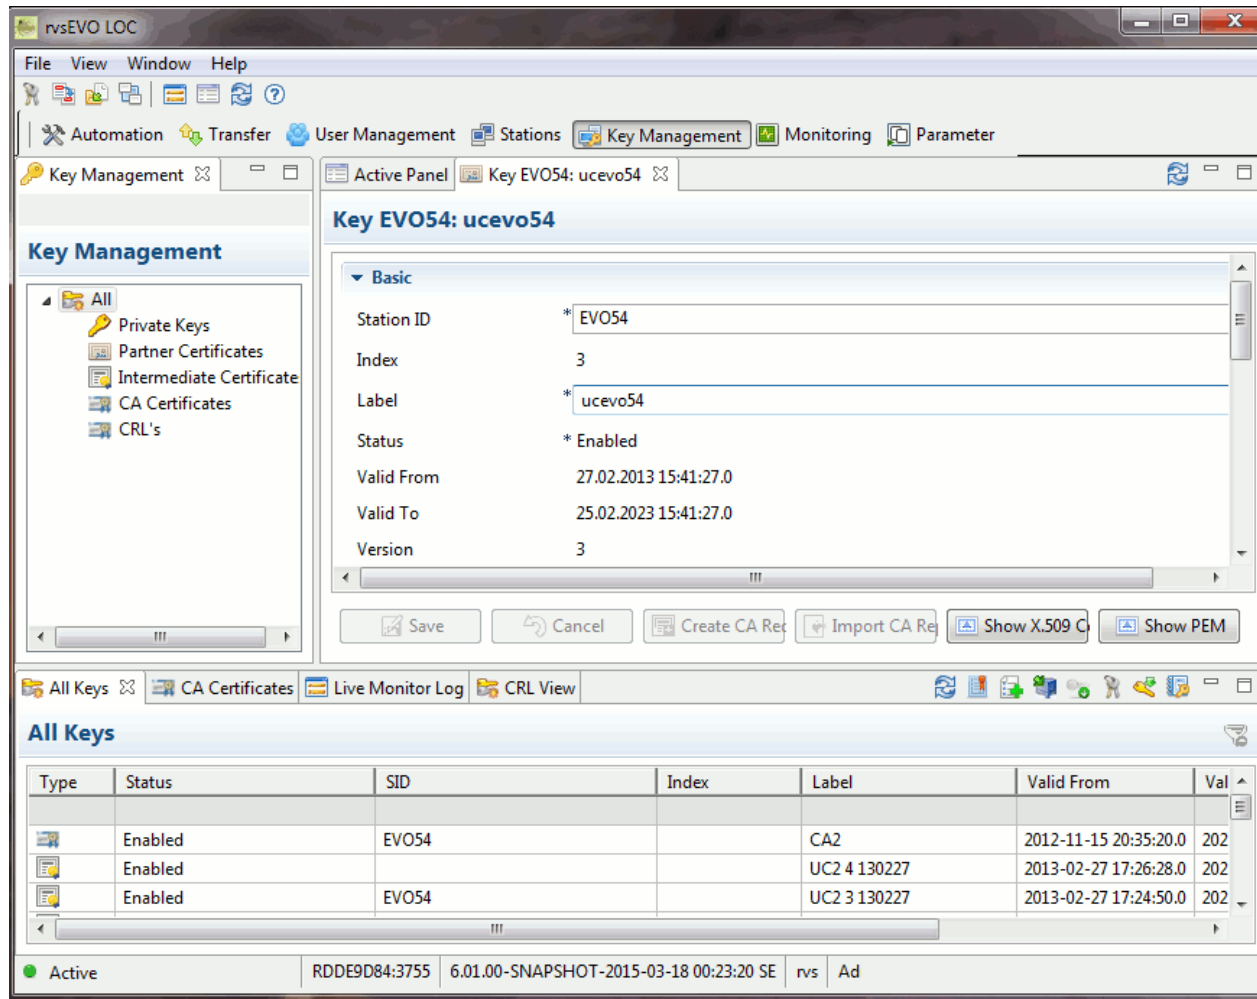 rvsEVO LOC
File View Window Help
Automation Transfer User Management Stations Key Management Monitoring Parameter
Key Management
Active Panel Key EVO54: ucevo54
Key Management
All
Private Keys
Partner Certificates
Intermediate Certificate
CA Certificates
CRL's
Key EVO54: ucevo54
Basic
Station ID * EVO54
Index 3
Label * ucevo54
Status * Enabled
Valid From 27.02.2013 15:41:27.0
Valid To 25.02.2023 15:41:27.0
Version 3
Save Cancel Create CA Rec Import CA Re Show X.509 C Show PEM
All Keys CA Certificates Live Monitor Log CRL View
All Keys
Type Status SID Index Label Valid From Val
Enabled EVO54 CA2 2012-11-15 20:35:20.0 202
Enabled UC2 4 130227 2013-02-27 17:26:28.0 202
Enabled EVO54 UC2 3 130227 2013-02-27 17:24:50.0 202
Active RDDE9D84:3755 6.01.00-SNAPSHOT-2015-03-18 00:23:20 SE rvs Ad